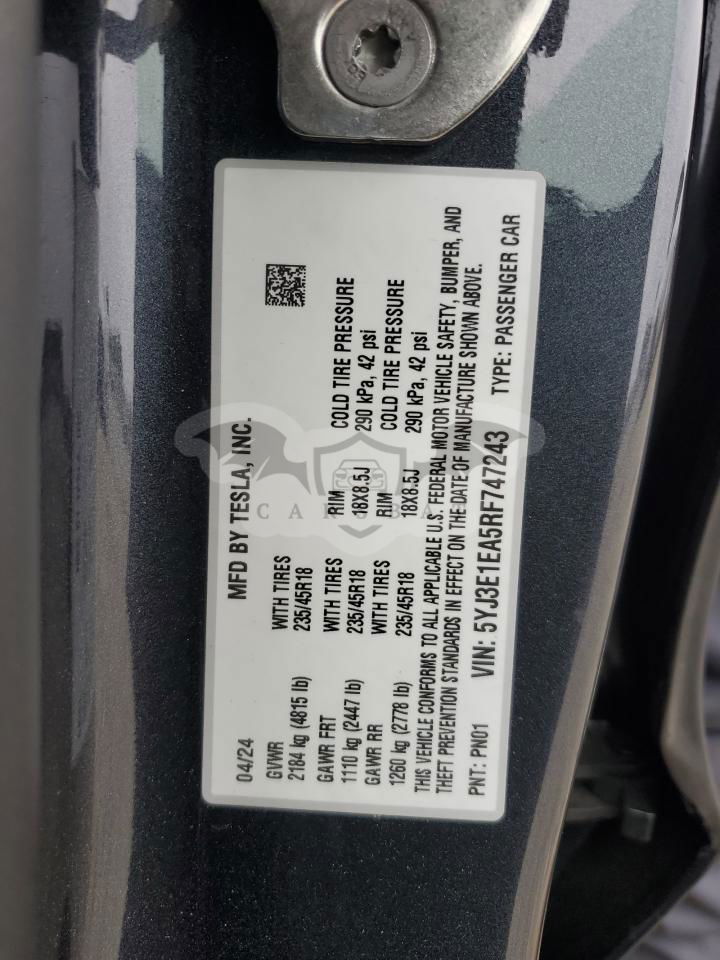 04/24 MFD BY TESLA, INC.
GVWR WITH TIRES
2184 kg (4815 lb) 235/45R18
GAWR FRT WITH TIRES RIM COLD TIRE PRESSURE
1110 kg (2447 lb) 235/45R18 18X8.5J 290 kPa, 42 psi
GAWR RR WITH TIRES RIM COLD TIRE PRESSURE
1260 kg (2778 lb) 235/45R18 18X8.5J 290 kPa, 42 psi
THIS VEHICLE CONFORMS TO ALL APPLICABLE U.S. FEDERAL MOTOR VEHICLE SAFETY, BUMPER, AND
THEFT PREVENTION STANDARDS IN EFFECT ON THE DATE OF MANUFACTURE SHOWN ABOVE.
PNT: PN01 VIN: 5YJ3E1EA5RF747243 TYPE: PASSENGER CAR